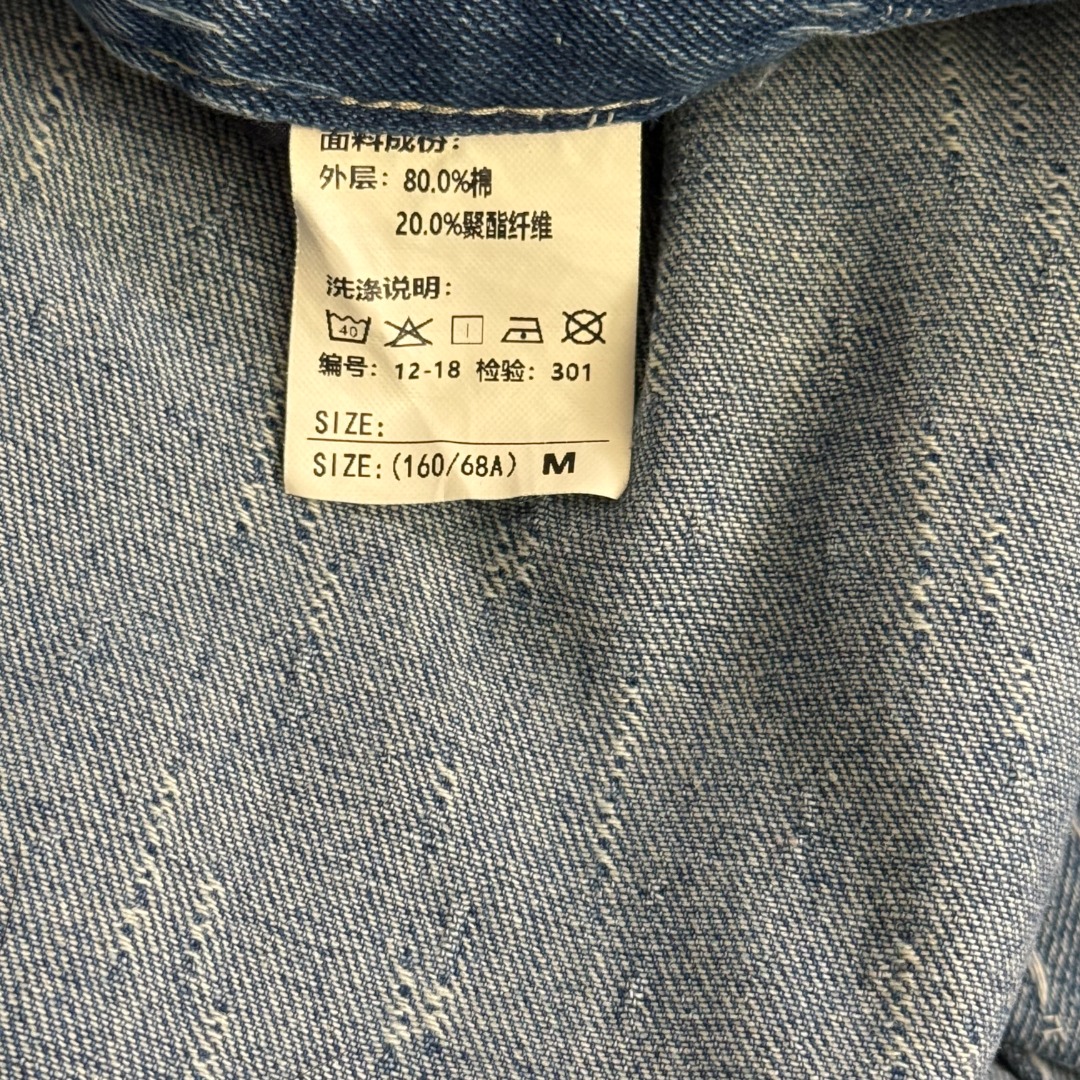 面料成份：
外层：80.0%棉
20.0%聚酯纤维
洗涤说明：
40
编号：12-18 检验：301
SIZE:
SIZE:(160/68A) M